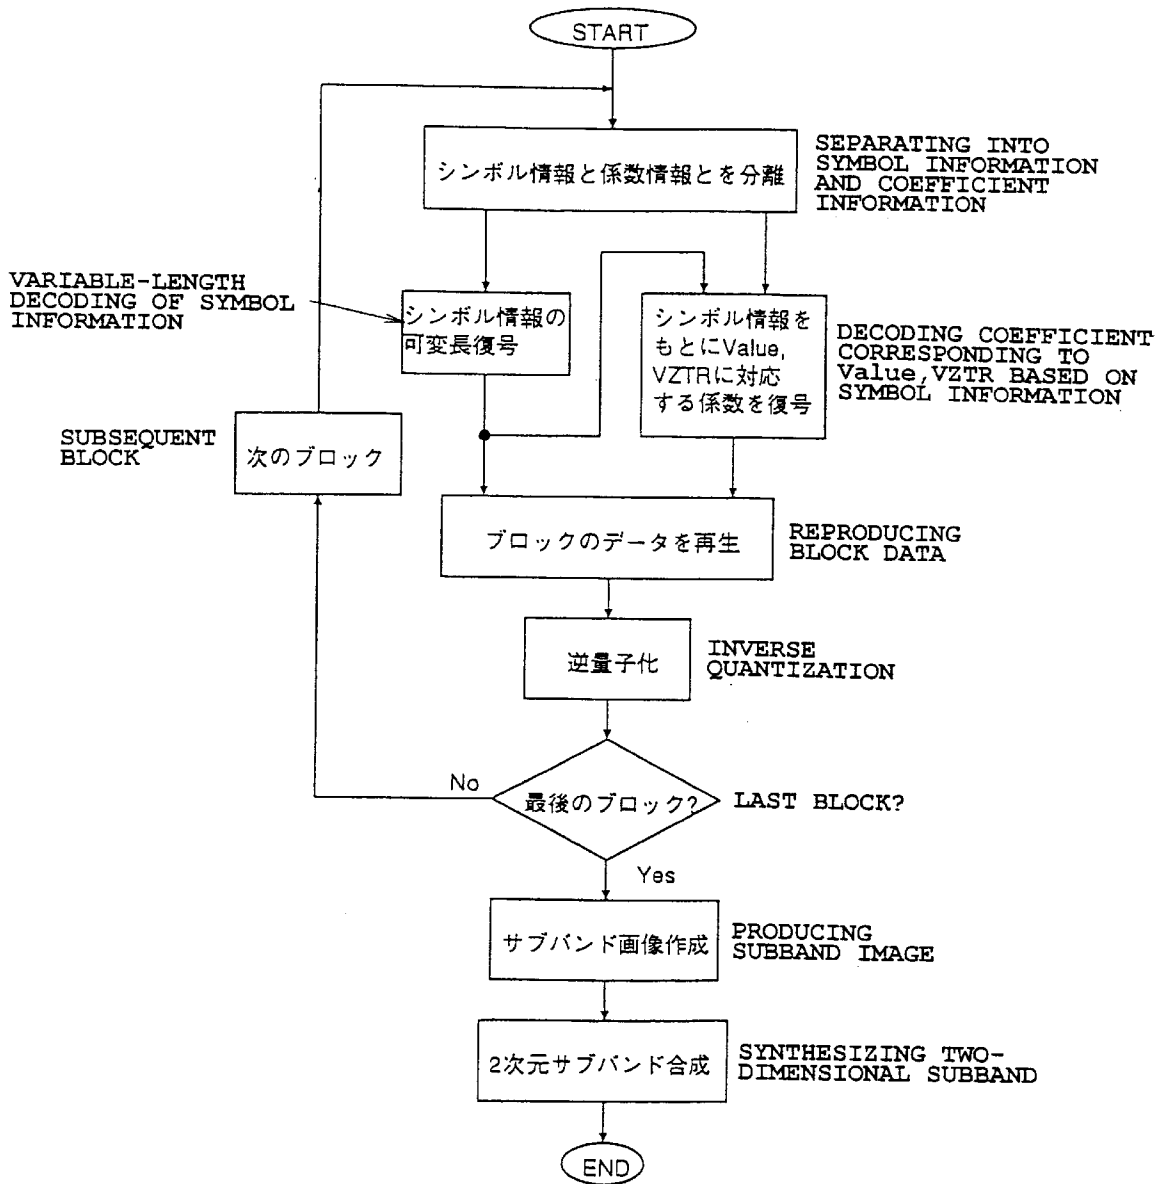 START
シンボル情報と係数情報とを分離
SEPARATING INTO
SYMBOL INFORMATION
AND COEFFICIENT
INFORMATION
VARIABLE-LENGTH
DECODING OF SYMBOL
INFORMATION
シンボル情報の
可変長復号
シンボル情報を
もとにValue,
VZTRに対応
する係数を復号
DECODING COEFFICIENT
CORRESPONDING TO
Value,VZTR BASED ON
SYMBOL INFORMATION
SUBSEQUENT
BLOCK
次のブロック
ブロックのデータを再生
REPRODUCING
BLOCK DATA
逆量子化
INVERSE
QUANTIZATION
No
最後のブロック?
LAST BLOCK?
Yes
サブバンド画像作成
PRODUCING
SUBBAND IMAGE
2次元サブバンド合成
SYNTHESIZING TWO-
DIMENSIONAL SUBBAND
END